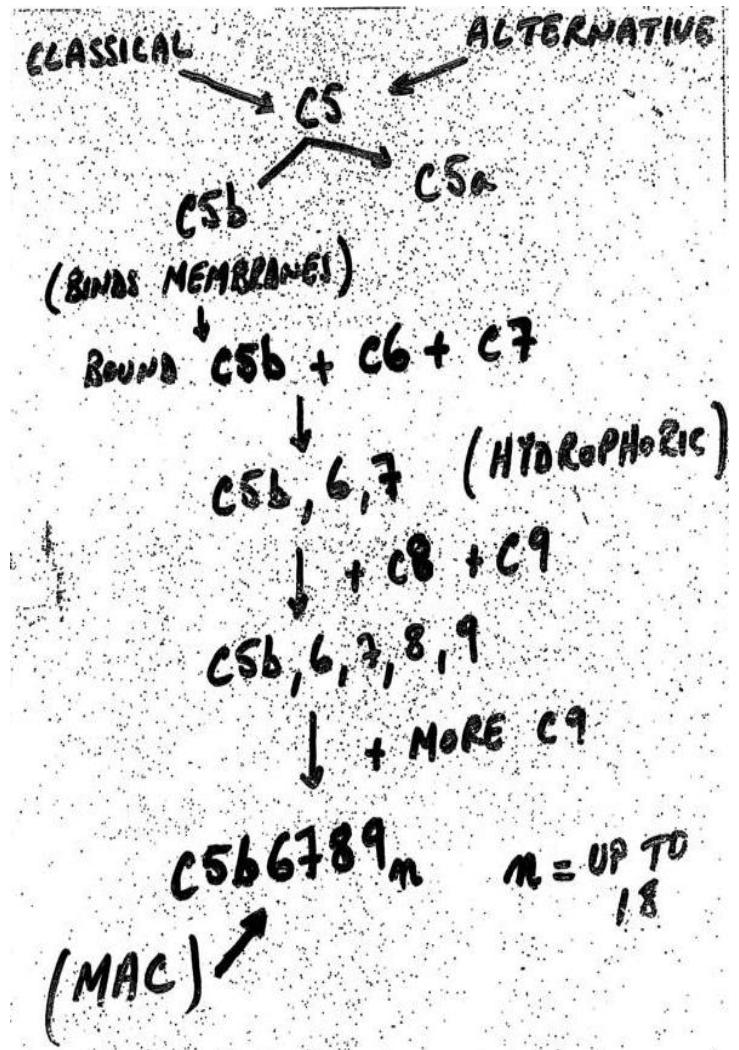 CLASSICAL
ALTERNATIVE
C5
C5b
C5a
(BINDS MEMBRANES)
BOUND C5b + C6 + C7
C5b, 6, 7 (HYDROPHOBIC)
+ C8 + C9
C5b, 6, 7, 8, 9
+ MORE C9
C5b6789n n = UP TO
18
(MAC)